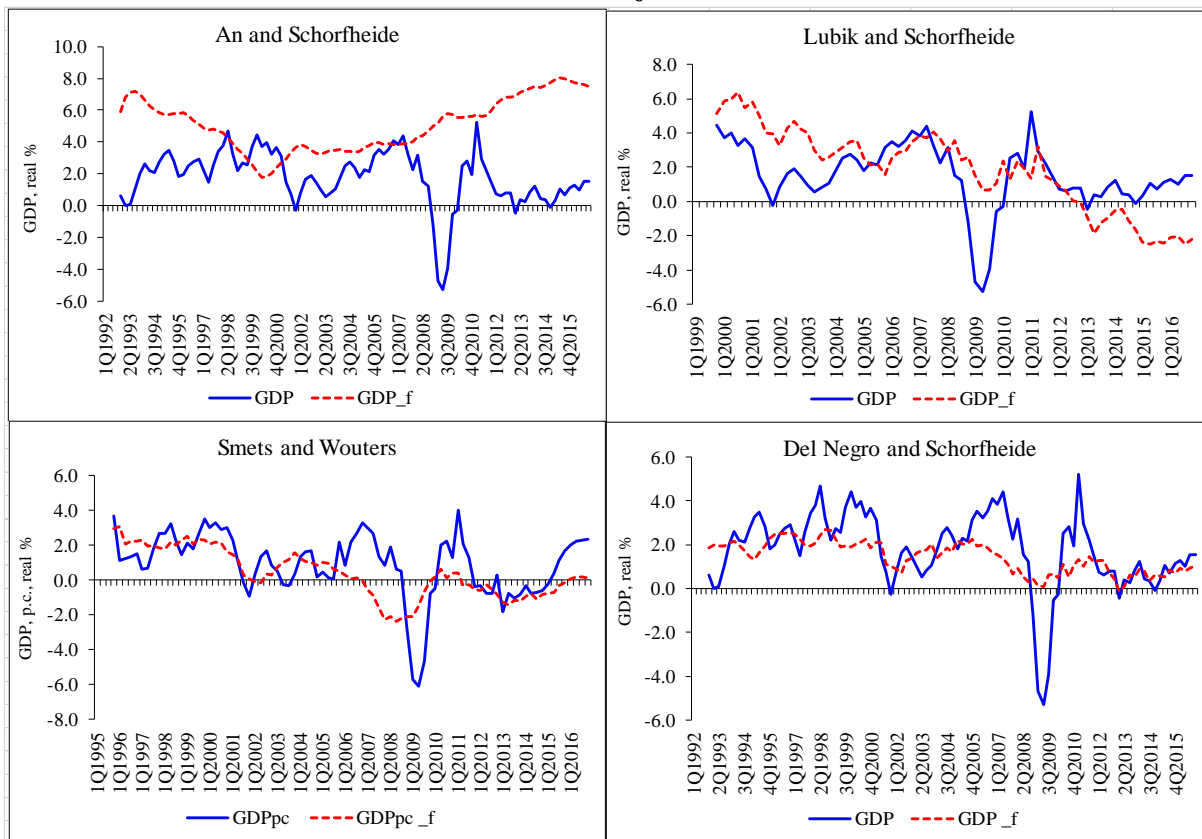 An and Schorfheide
GDP, real %
10.0
8.0
6.0
4.0
2.0
0.0
-2.0
-4.0
-6.0
1Q1992
2Q1993
3Q1994
4Q1995
1Q1997
2Q1998
3Q1999
4Q2000
1Q2002
2Q2003
3Q2004
4Q2005
1Q2007
2Q2008
3Q2009
4Q2010
1Q2012
2Q2013
3Q2014
4Q2015
GDP
GDP_f
Lubik and Schorfheide
GDP, real %
8.0
6.0
4.0
2.0
0.0
-2.0
-4.0
-6.0
1Q1999
1Q2000
1Q2001
1Q2002
1Q2003
1Q2004
1Q2005
1Q2006
1Q2007
1Q2008
1Q2009
1Q2010
1Q2011
1Q2012
1Q2013
1Q2014
1Q2015
1Q2016
GDP
GDP_f
Smets and Wouters
GDP, p.c., real %
6.0
4.0
2.0
0.0
-2.0
-4.0
-6.0
-8.0
1Q1995
1Q1996
1Q1997
1Q1998
1Q1999
1Q2000
1Q2001
1Q2002
1Q2003
1Q2004
1Q2005
1Q2006
1Q2007
1Q2008
1Q2009
1Q2010
1Q2011
1Q2012
1Q2013
1Q2014
1Q2015
1Q2016
GDPpc
GDPpc _f
Del Negro and Schorfheide
GDP, real %
6.0
4.0
2.0
0.0
-2.0
-4.0
-6.0
1Q1992
2Q1993
3Q1994
4Q1995
1Q1997
2Q1998
3Q1999
4Q2000
1Q2002
2Q2003
3Q2004
4Q2005
1Q2007
2Q2008
3Q2009
4Q2010
1Q2012
2Q2013
3Q2014
4Q2015
GDP
GDP _f